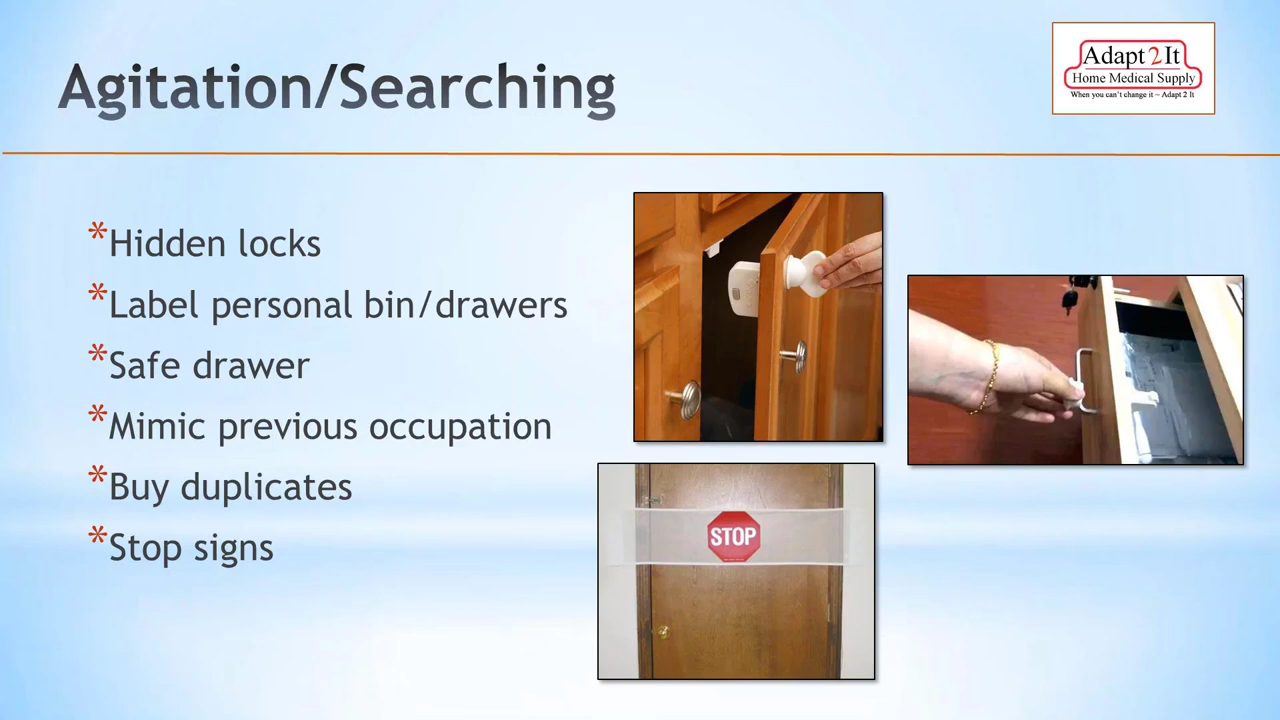 Agitation/Searching
Adapt 2 It
Home Medical Supply
When you can't change it ~ Adapt 2 It
*Hidden locks
*Label personal bin/drawers
*Safe drawer
*Mimic previous occupation
*Buy duplicates
*Stop signs
STOP